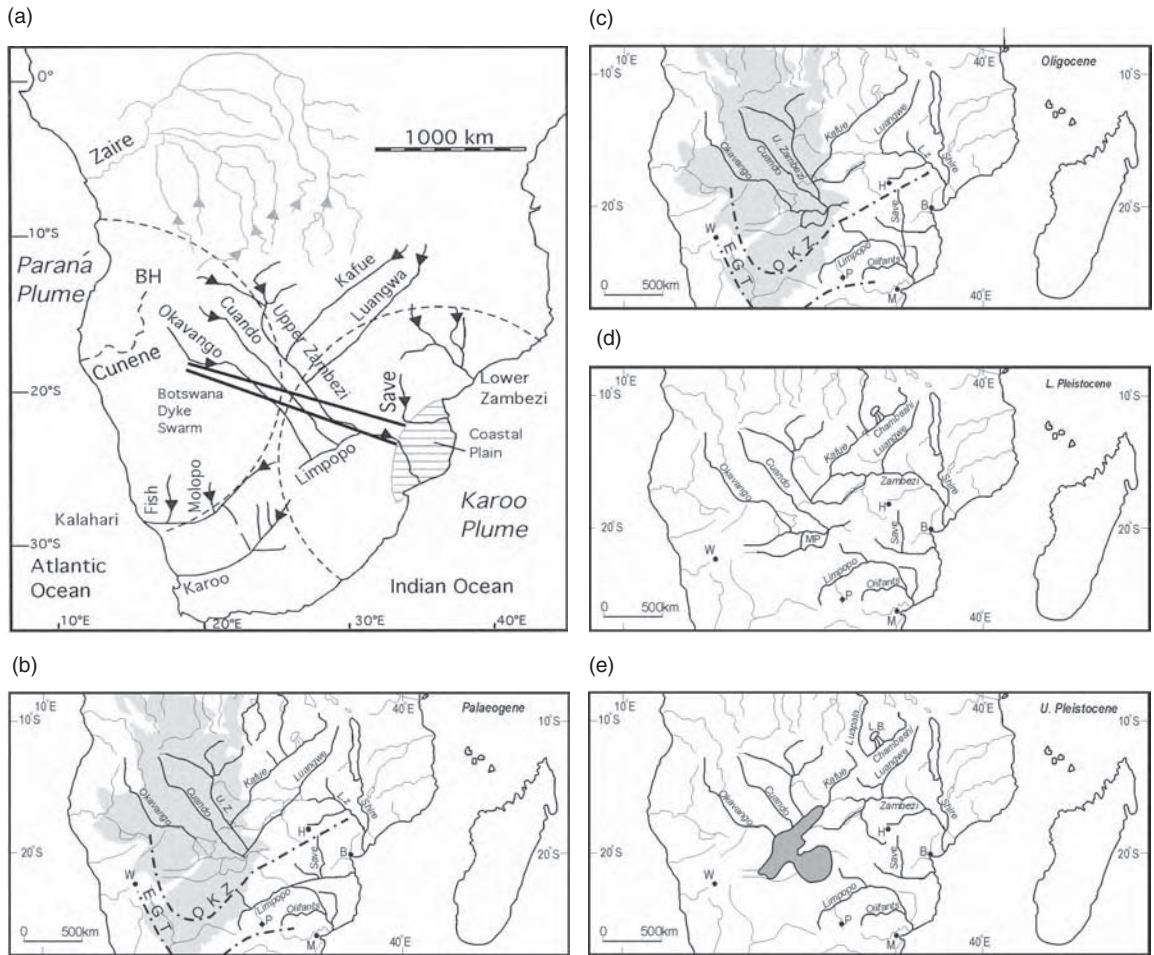 (a)
0°
Zaire
1000 km
10°S
Paraná
Plume
BH
Kafue
Luangwa
Okavango
Cuando
Upper Zambezi
Cunene
20°S
Botswana
Dyke
Swarm
Save
Lower
Zambezi
Coastal
Plain
Limpopo
Fish
Molopo
Kalahari
Karoo
Plume
30°S
Atlantic
Ocean
Karoo
Indian Ocean
10°E
20°E
30°E
40°E
(b)
10°S
40°E
Palaeogene
10°S
Kafue
Luangwe
Okavango
Cuando
U.Z.
L.Z.
Shire
H
20°S
Save
B
20°S
W
E G T
O K Z
Limpopo
Olifants
P
M
0 500km
40°E
(c)
10°E
40°E
Oligocene
10°S
10°S
Kafue
Luangwe
Okavango
Cuando
U. Zambezi
L.Z.
Shire
H
20°S
Save
B
20°S
W
E G T
O K Z
Limpopo
Olifants
P
M
0 500km
40°E
(d)
10°E
40°E
L. Pleistocene
10°S
10°S
Chambeshi
Kafue
Luangwe
Okavango
Cuando
Zambezi
Shire
H
20°S
MP
Save
B
20°S
W
Limpopo
Olifants
P
M
0 500km
40°E
(e)
10°E
40°E
U. Pleistocene
10°S
10°S
Luapala
L.B.
Chambeshi
Kafue
Luangwe
Okavango
Cuando
Zambezi
Shire
H
20°S
Save
B
20°S
W
Limpopo
Olifants
P
M
0 500km
40°E